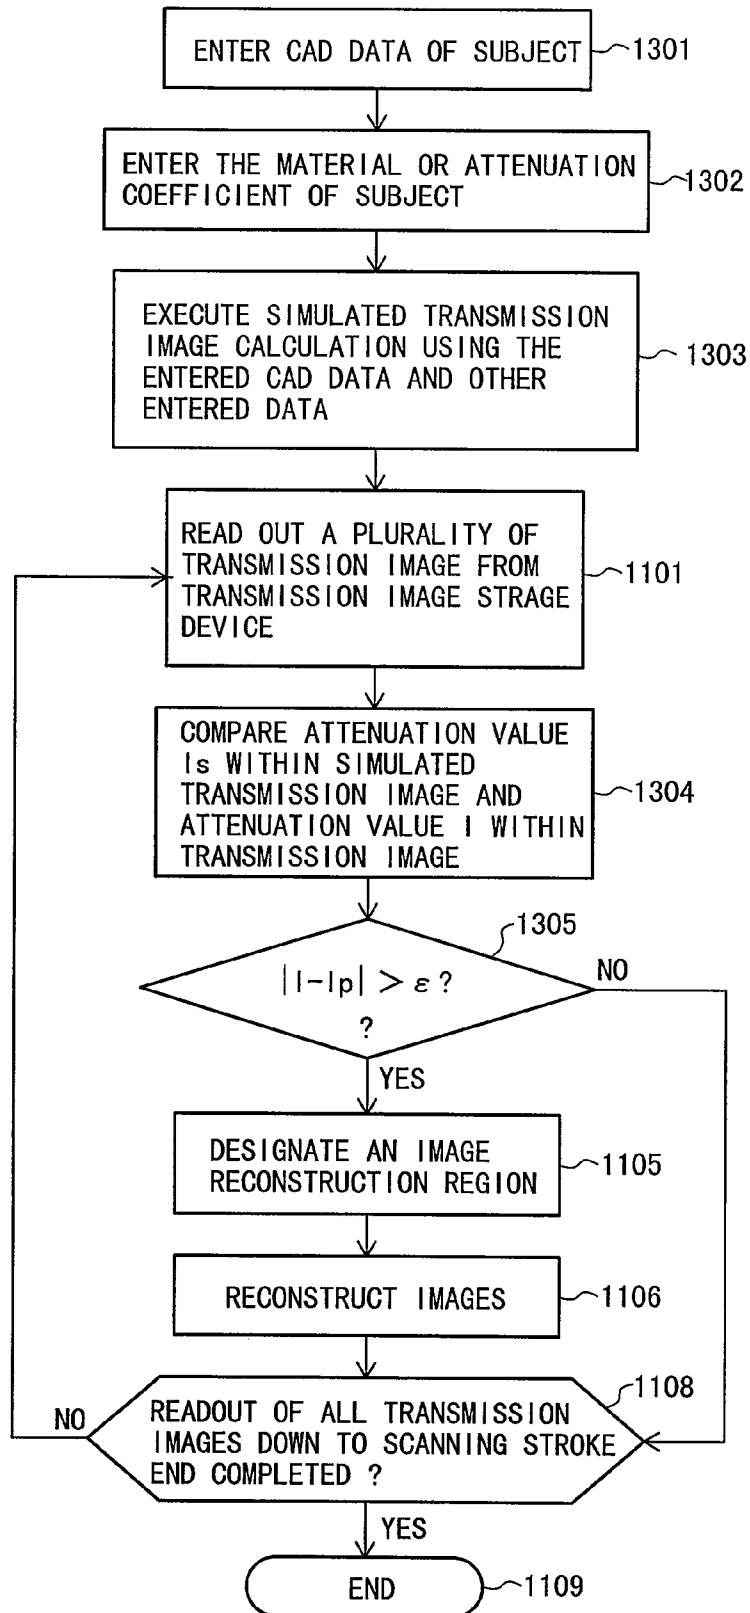 ENTER CAD DATA OF SUBJECT
1301
ENTER THE MATERIAL OR ATTENUATION
COEFFICIENT OF SUBJECT
1302
EXECUTE SIMULATED TRANSMISSION
IMAGE CALCULATION USING THE
ENTERED CAD DATA AND OTHER
ENTERED DATA
1303
READ OUT A PLURALITY OF
TRANSMISSION IMAGE FROM
TRANSMISSION IMAGE STRAGE
DEVICE
1101
COMPARE ATTENUATION VALUE
Is WITHIN SIMULATED
TRANSMISSION IMAGE AND
ATTENUATION VALUE I WITHIN
TRANSMISSION IMAGE
1304
1305
|I-Ip| > ε ?
?
NO
YES
DESIGNATE AN IMAGE
RECONSTRUCTION REGION
1105
RECONSTRUCT IMAGES
1106
1108
NO
READOUT OF ALL TRANSMISSION
IMAGES DOWN TO SCANNING STROKE
END COMPLETED ?
YES
END
1109